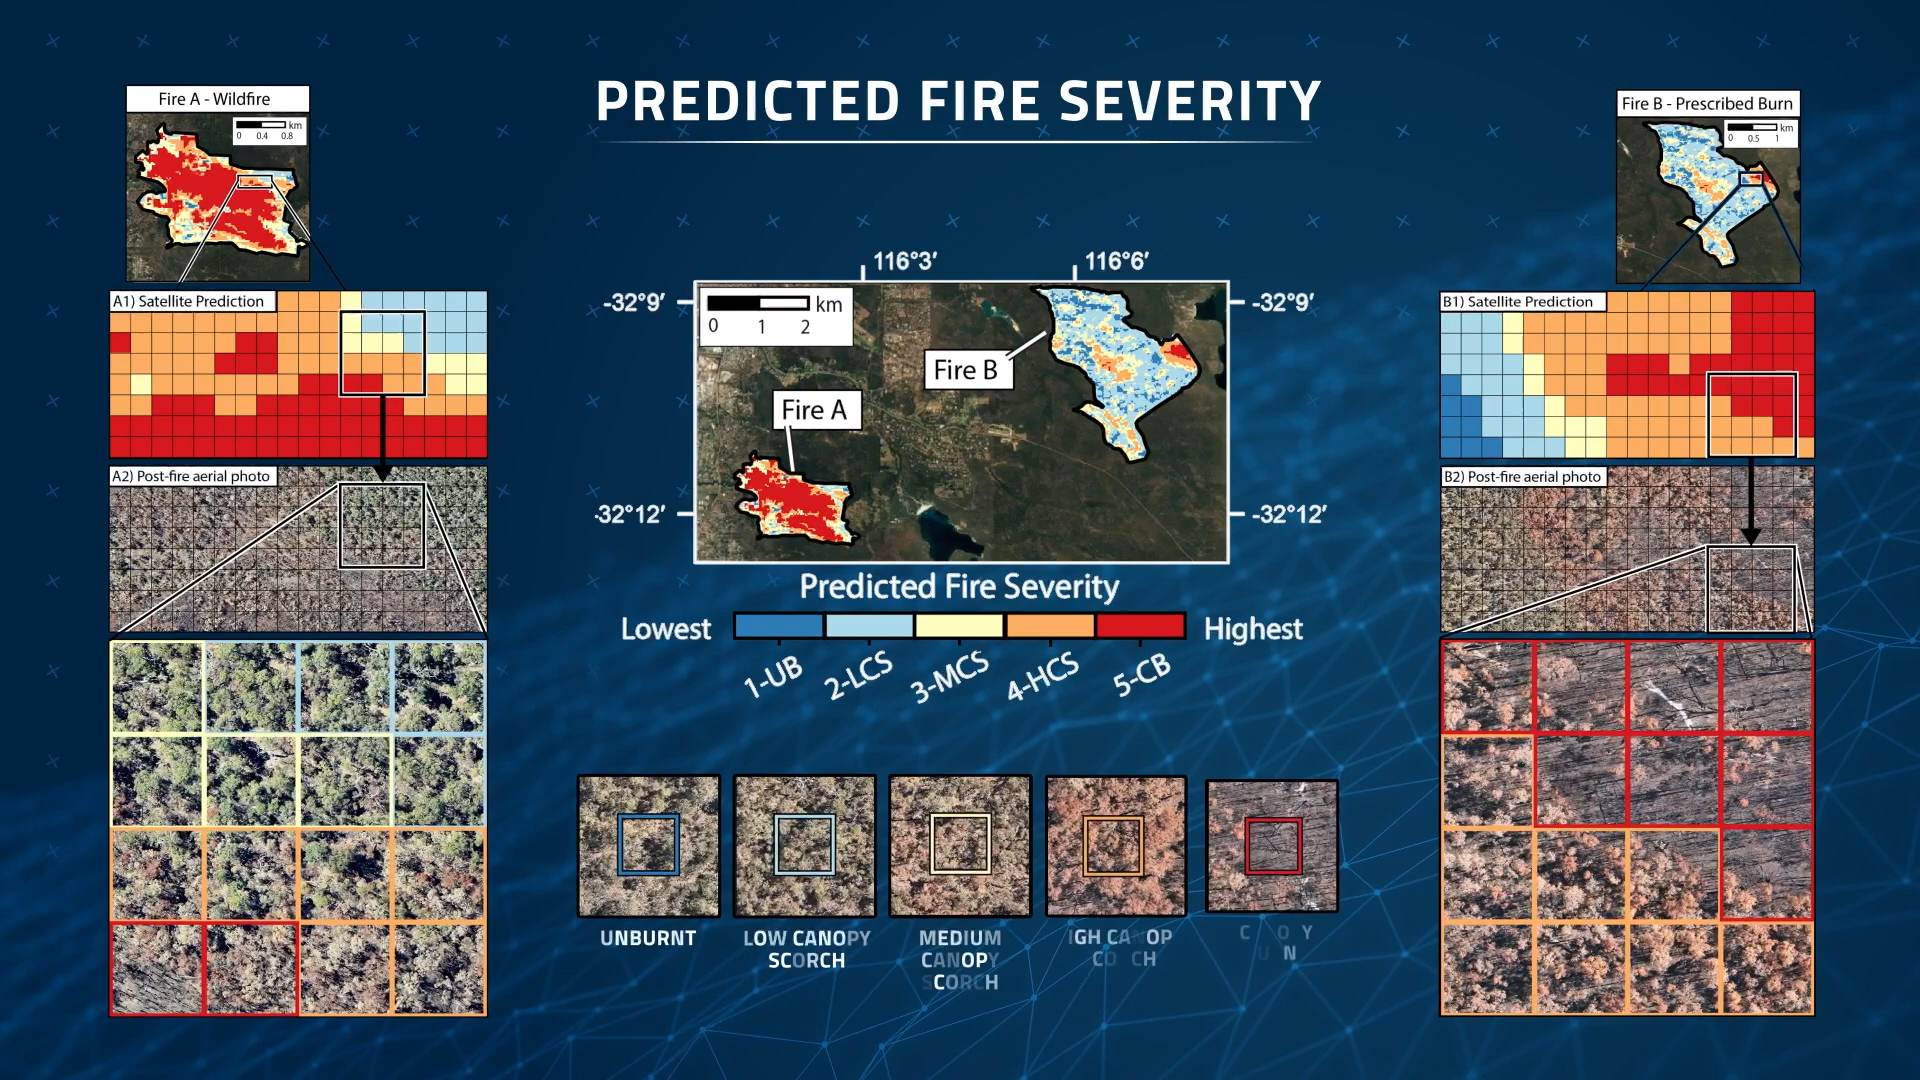 PREDICTED FIRE SEVERITY
Fire A - Wildfire
km
0 0.4 0.8
A1) Satellite Prediction
A2) Post-fire aerial photo
116°3′ 116°6′
-32°9′ -32°9′
km
0 1 2
Fire B
Fire A
-32°12′ -32°12′
Predicted Fire Severity
Lowest Highest
1-UB 2-LCS 3-MCS 4-HCS 5-CB
UNBURNT
LOW CANOPY
SCORCH
MEDIUM
CANOPY
SCORCH
Fire B - Prescribed Burn
km
0 0.5 1
B1) Satellite Prediction
B2) Post-fire aerial photo